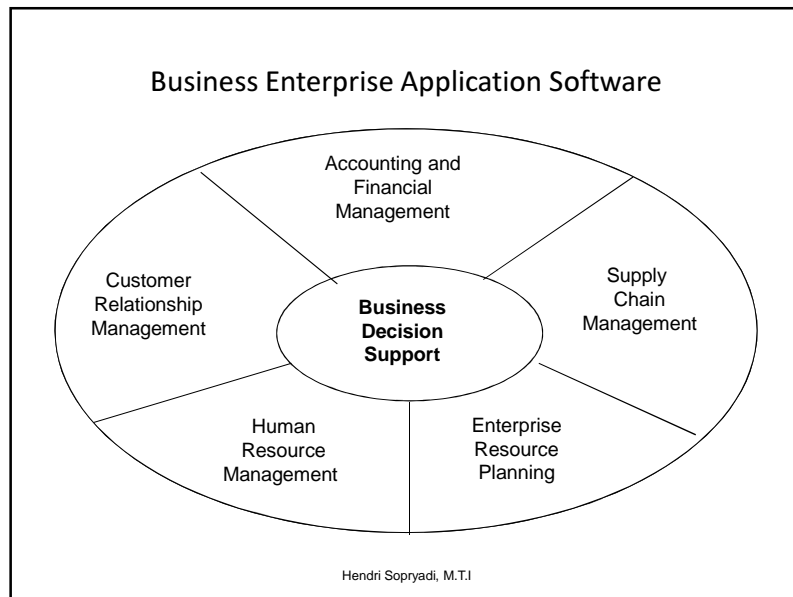 Business Enterprise Application Software
Accounting and
Financial
Management
Customer
Relationship
Management
Supply
Chain
Management
Business
Decision
Support
Human
Resource
Management
Enterprise
Resource
Planning
Hendri Sopryadi, M.T.I